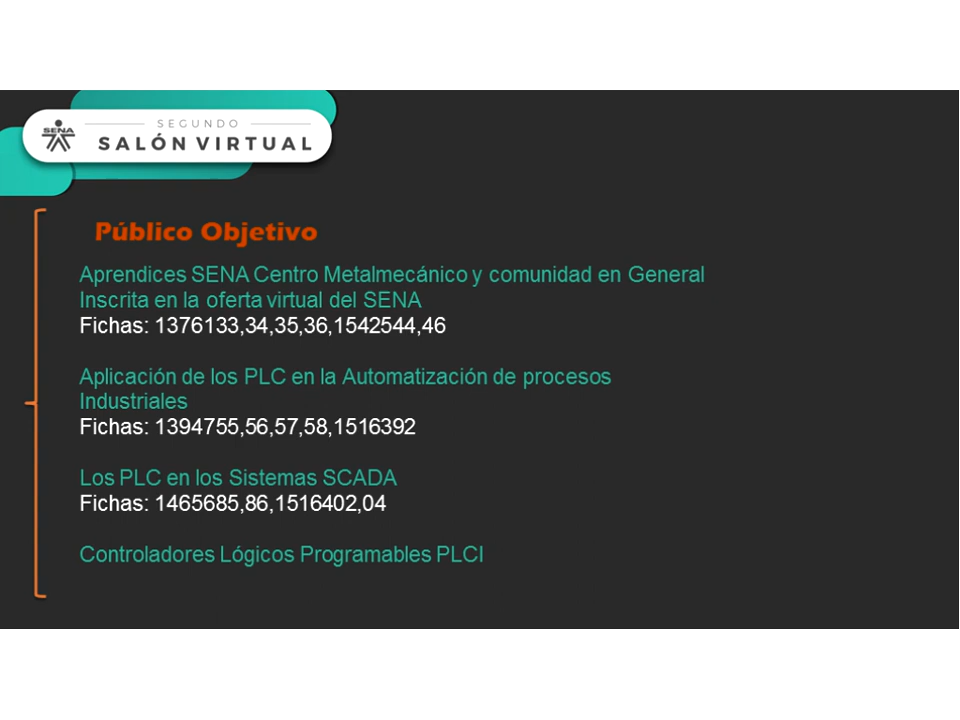 SENA
SEGUNDO
SALÓN VIRTUAL
Público Objetivo
Aprendices SENA Centro Metalmecánico y comunidad en General
Inscrita en la oferta virtual del SENA
Fichas: 1376133,34,35,36,1542544,46
Aplicación de los PLC en la Automatización de procesos
Industriales
Fichas: 1394755,56,57,58,1516392
Los PLC en los Sistemas SCADA
Fichas: 1465685,86,1516402,04
Controladores Lógicos Programables PLCI